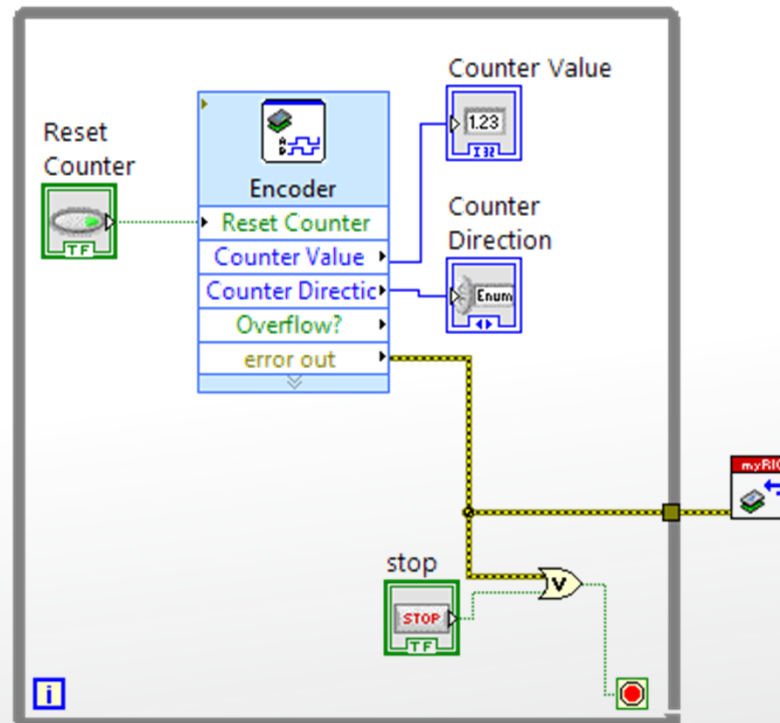 Counter Value
1.23
I32
Reset
Counter
TF
Encoder
Reset Counter
Counter Value
Counter Directic
Overflow?
error out
Counter
Direction
Enum
stop
STOP
TF
V
i
myRIO